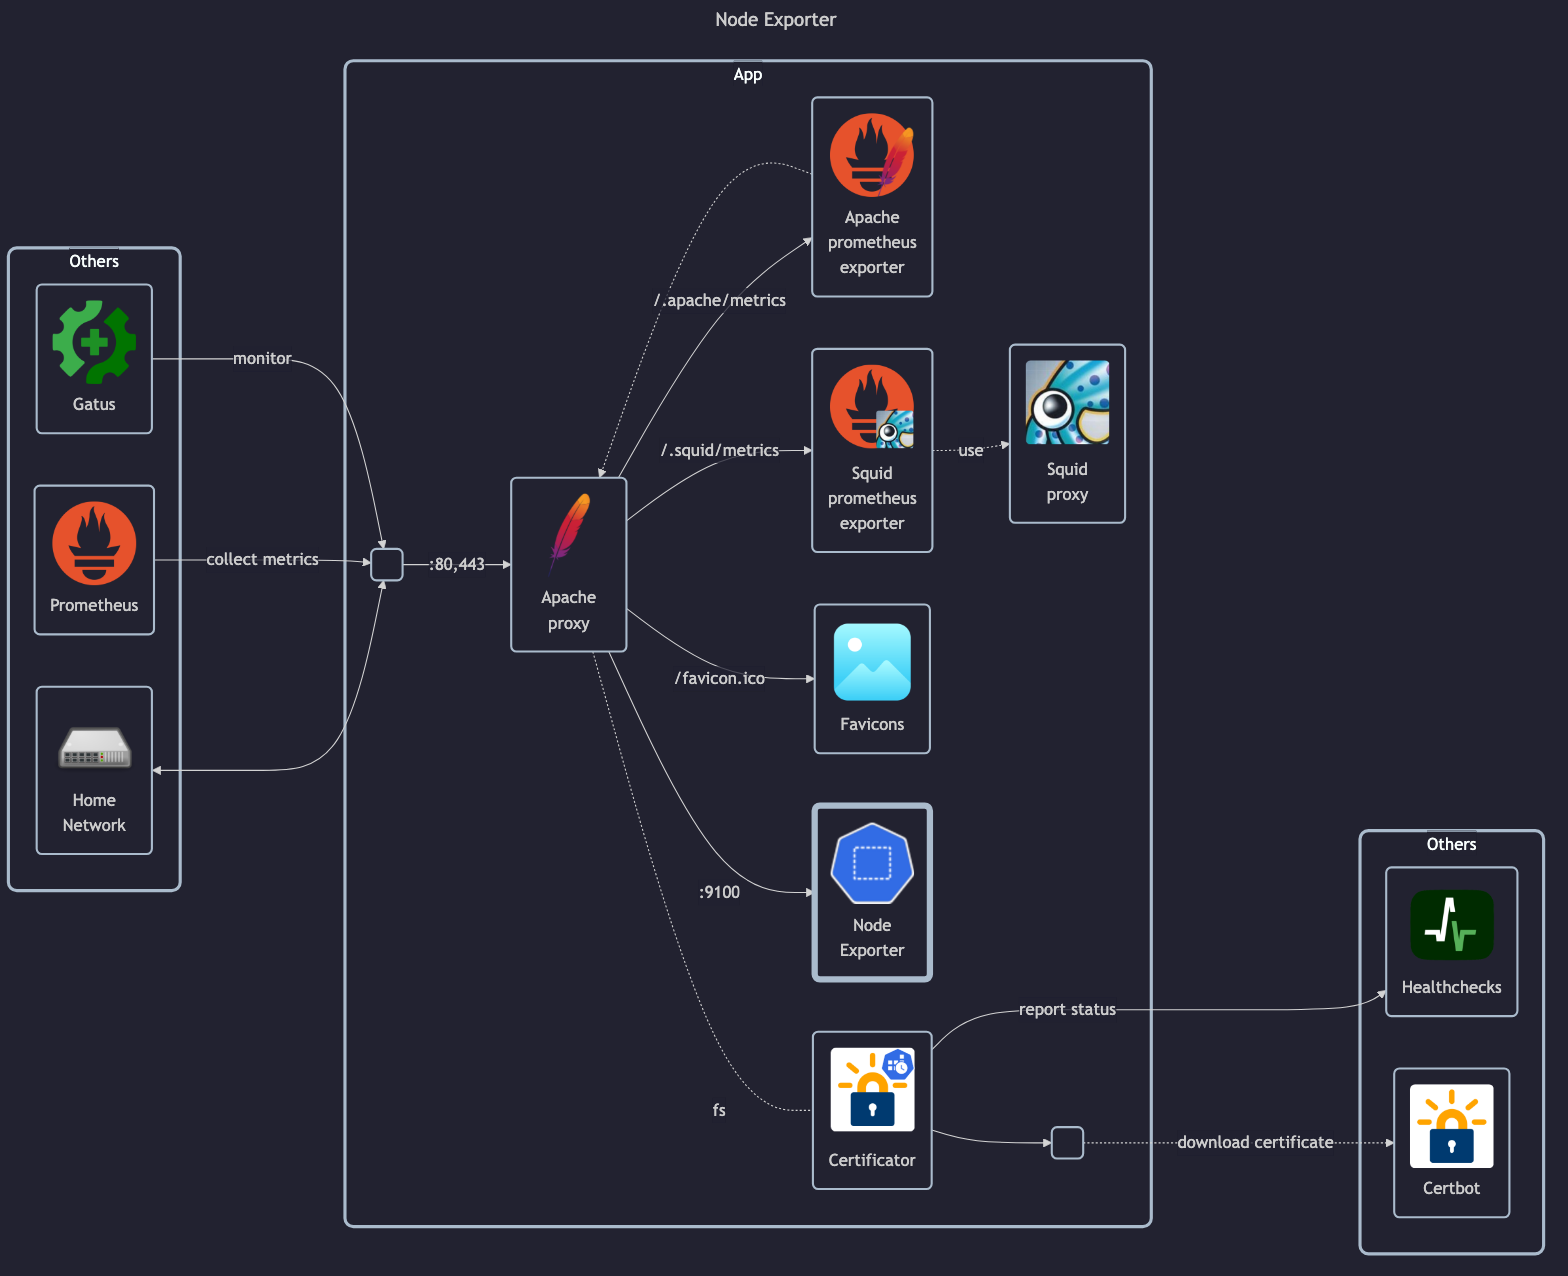 Node Exporter
App
Apache
prometheus
exporter
/.apache/metrics
Others
Gatus
monitor
Prometheus
collect metrics
Home
Network
:80,443
Apache
proxy
/.squid/metrics
Squid
prometheus
exporter
use
Squid
proxy
/favicon.ico
Favicons
:9100
Node
Exporter
fs
Certificator
report status
download certificate
Others
Healthchecks
Certbot